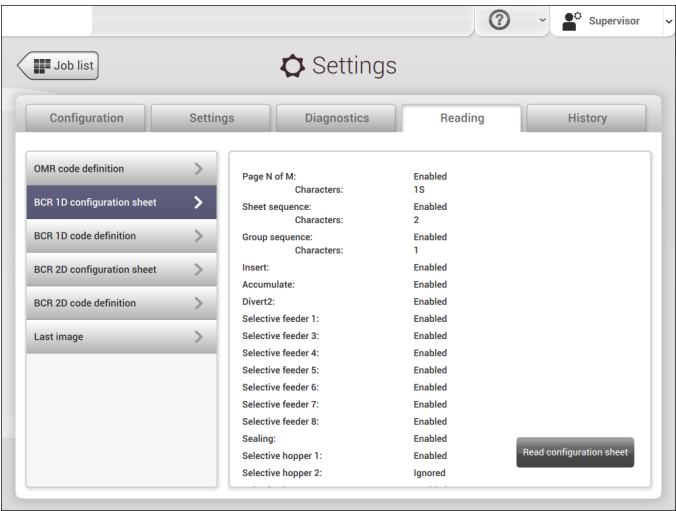 ?
Supervisor
Job list
Settings
Configuration
Settings
Diagnostics
Reading
History
OMR code definition
BCR 1D configuration sheet
BCR 1D code definition
BCR 2D configuration sheet
BCR 2D code definition
Last image
Page N of M: Enabled
Characters: 1S
Sheet sequence: Enabled
Characters: 2
Group sequence: Enabled
Characters: 1
Insert: Enabled
Accumulate: Enabled
Divert2: Enabled
Selective feeder 1: Enabled
Selective feeder 3: Enabled
Selective feeder 4: Enabled
Selective feeder 5: Enabled
Selective feeder 6: Enabled
Selective feeder 7: Enabled
Selective feeder 8: Enabled
Sealing: Enabled
Selective hopper 1: Enabled
Selective hopper 2: Ignored
Read configuration sheet